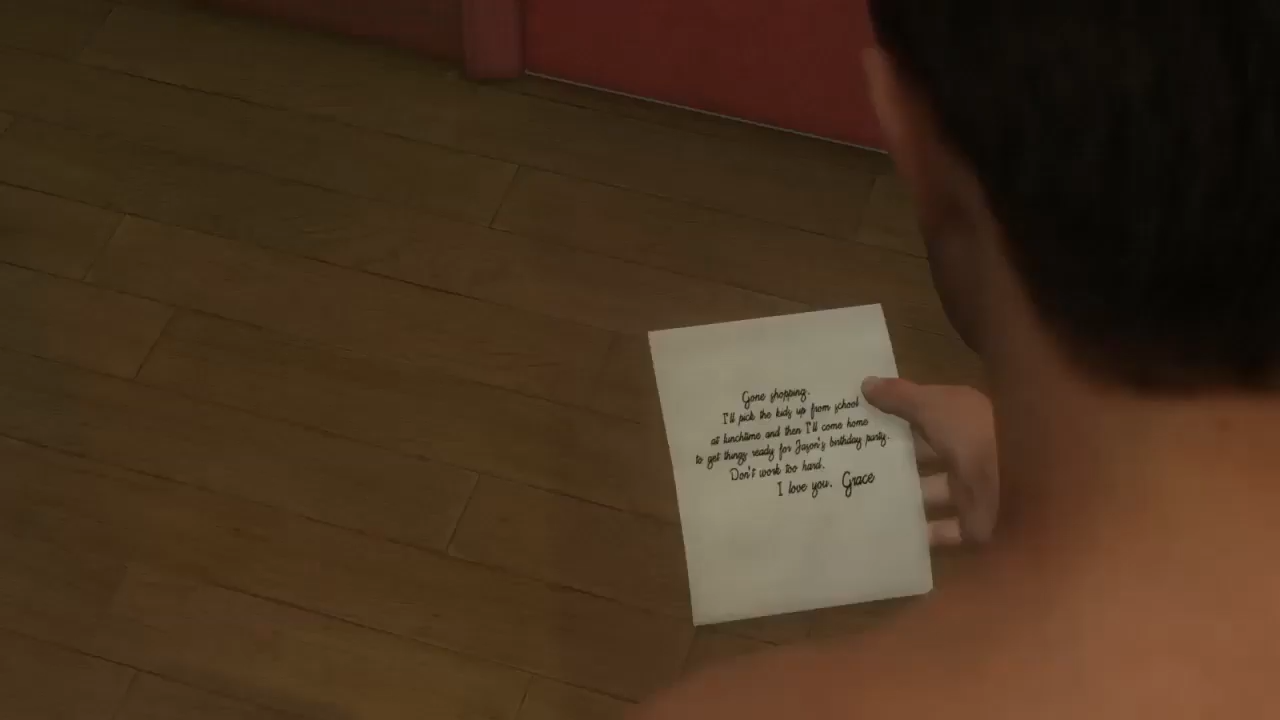 Gone shopping.
I'll pick the kids up from school
at lunchtime and then I'll come home
to get things ready for Jason's birthday party.
Don't work too hard.
I love you. Grace